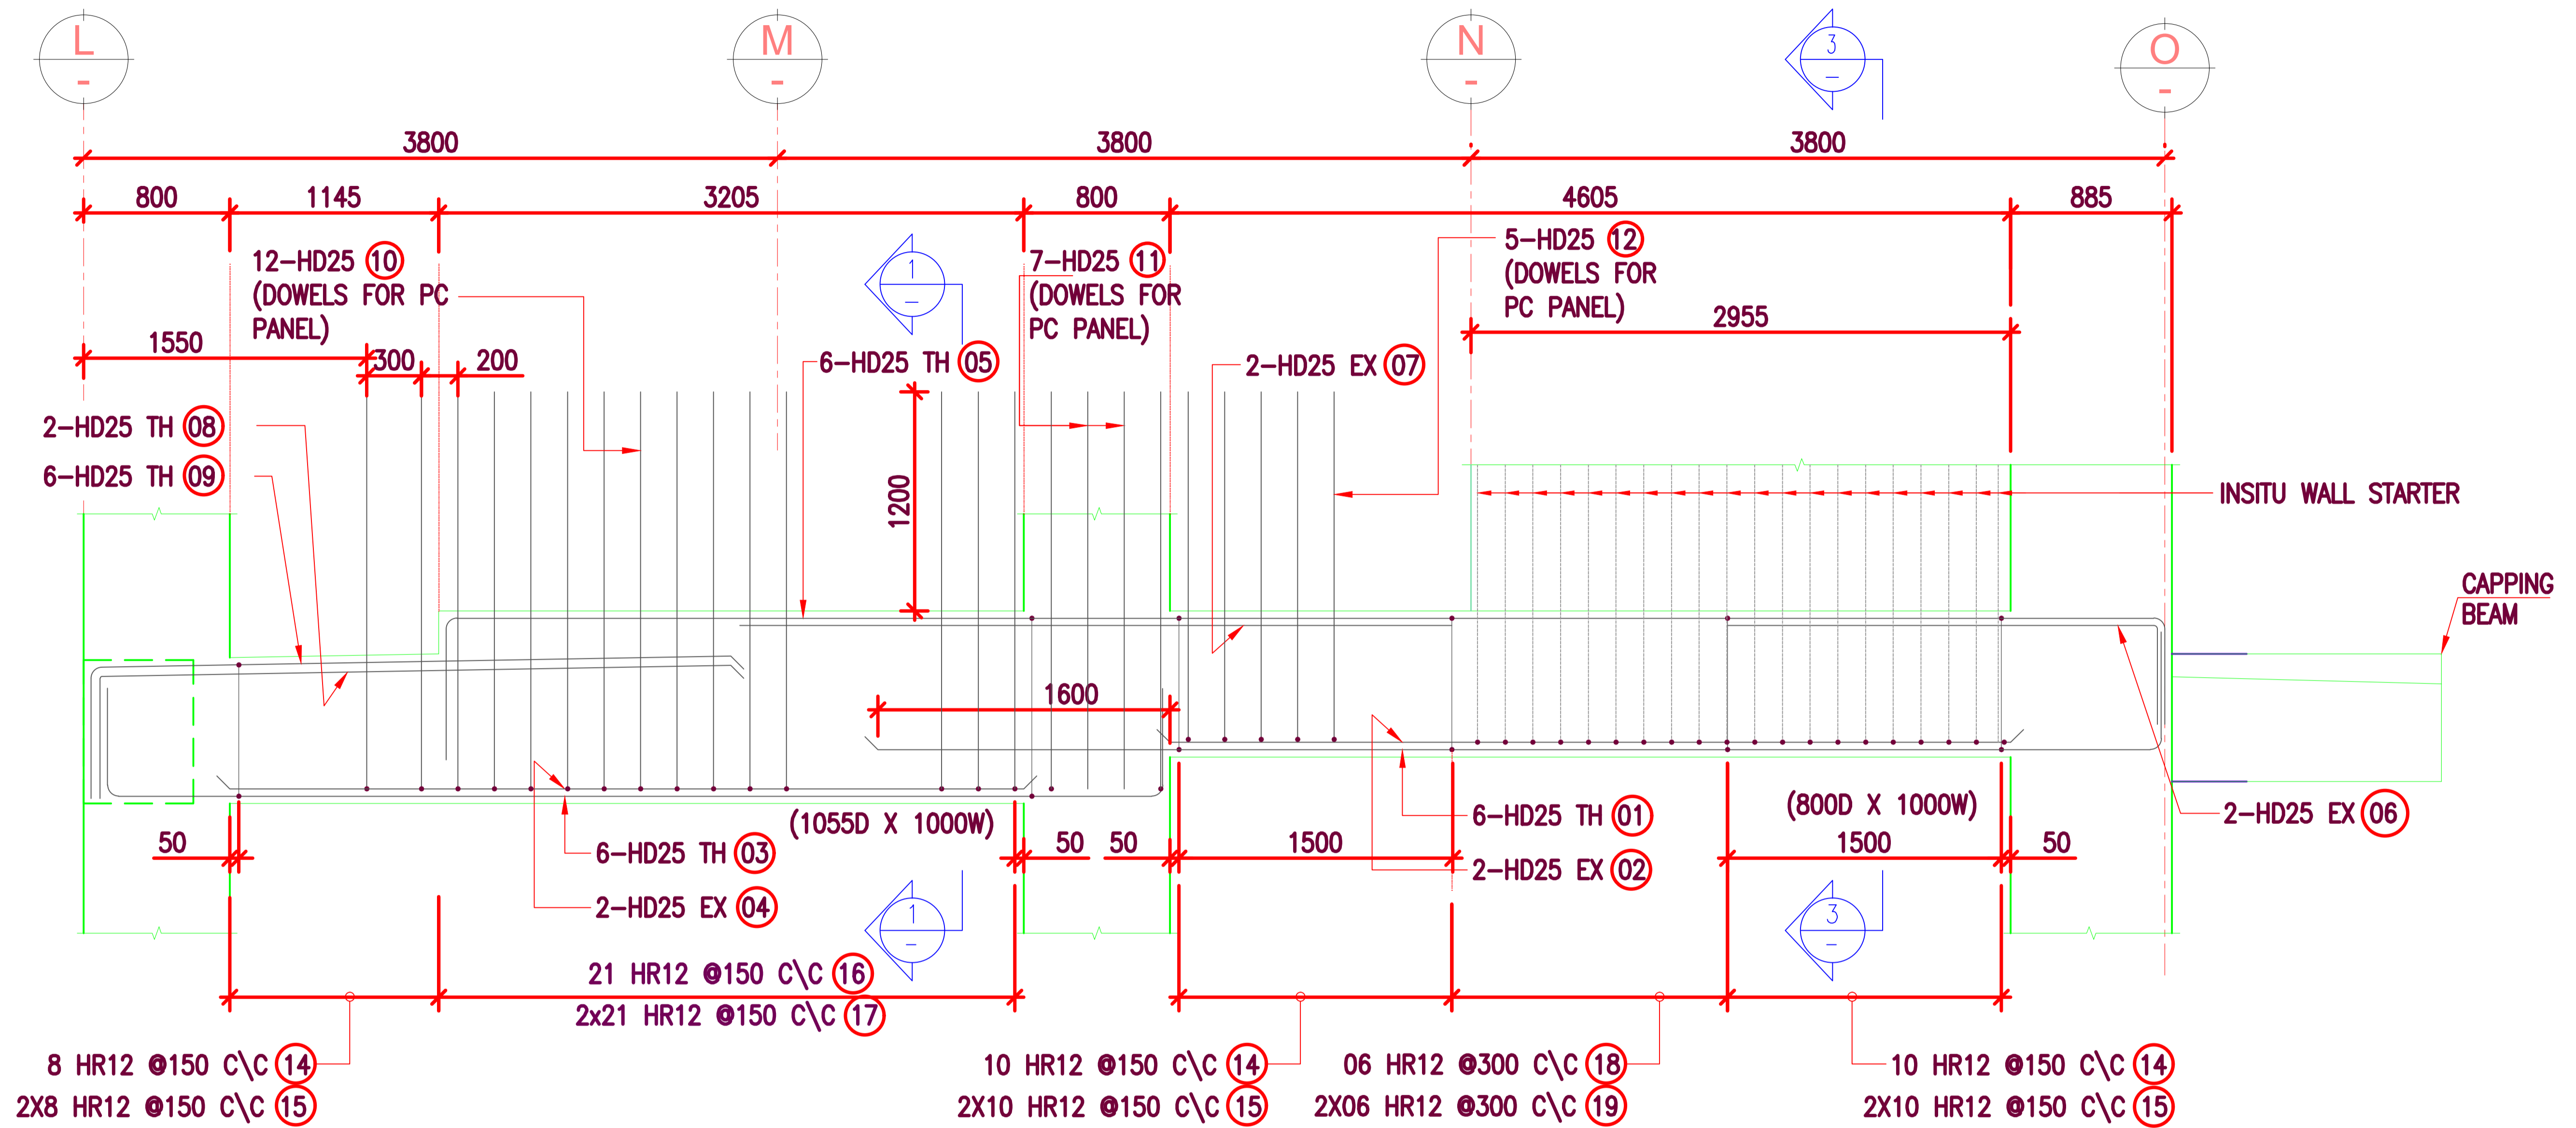 L
-
M
-
N
-
3
-
O
-
3800
3800
3800
800
1145
3205
800
4605
885
12-HD25 10
(DOWELS FOR PC
PANEL)
1
-
7-HD25 11
(DOWELS FOR
PC PANEL)
5-HD25 12
(DOWELS FOR
PC PANEL)
2955
1550
300
200
6-HD25 TH 05
2-HD25 EX 07
2-HD25 TH 08
6-HD25 TH 09
1200
INSITU WALL STARTER
CAPPING
BEAM
1600
(1055D X 1000W)
(800D X 1000W)
6-HD25 TH 01
2-HD25 EX 06
50
6-HD25 TH 03
50
50
1500
1500
50
2-HD25 EX 02
2-HD25 EX 04
1
-
3
-
21 HR12 @150 C\C 16
2x21 HR12 @150 C\C 17
8 HR12 @150 C\C 14
2X8 HR12 @150 C\C 15
10 HR12 @150 C\C 14
2X10 HR12 @150 C\C 15
06 HR12 @300 C\C 18
2X06 HR12 @300 C\C 19
10 HR12 @150 C\C 14
2X10 HR12 @150 C\C 15